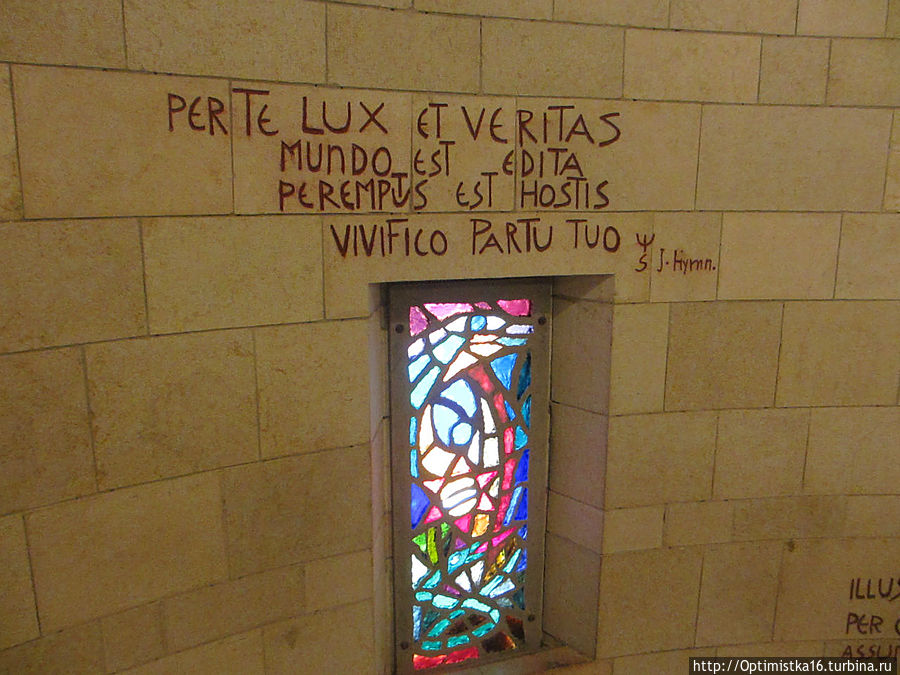 PER TE LUX ET VERITAS
MUNDO EST EDITA
PEREMPTUS EST HOSTIS
VIVIFICO PARTU TUO
J. Hymn.
ILLUS
PER
ASSUM
http://Optimistka16.turbina.ru